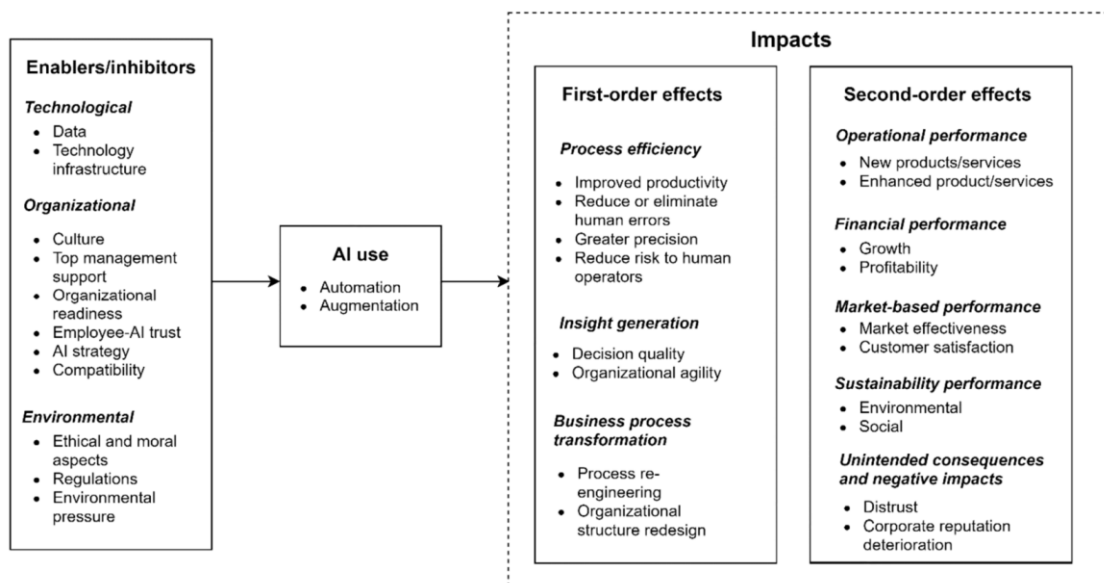 Enablers/inhibitors
Technological
• Data
• Technology
infrastructure
Organizational
• Culture
• Top management
support
• Organizational
readiness
• Employee-AI trust
• AI strategy
• Compatibility
Environmental
• Ethical and moral
aspects
• Regulations
• Environmental
pressure
AI use
• Automation
• Augmentation
Impacts
First-order effects
Process efficiency
• Improved productivity
• Reduce or eliminate
human errors
• Greater precision
• Reduce risk to human
operators
Insight generation
• Decision quality
• Organizational agility
Business process
transformation
• Process re-
engineering
• Organizational
structure redesign
Second-order effects
Operational performance
• New products/services
• Enhanced product/services
Financial performance
• Growth
• Profitability
Market-based performance
• Market effectiveness
• Customer satisfaction
Sustainability performance
• Environmental
• Social
Unintended consequences
and negative impacts
• Distrust
• Corporate reputation
deterioration